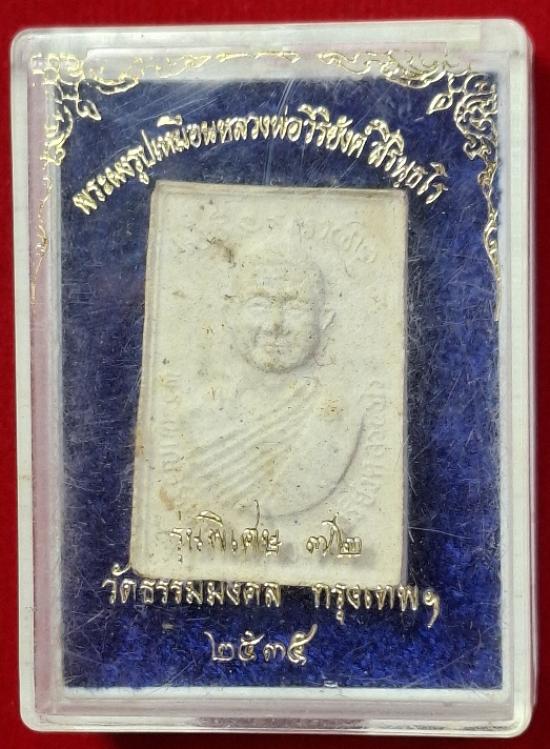 พระผงรูปเหมือนหลวงพ่อวิริยังค์ สิรินฺธโร
รุ่นพิเศษ ๗๒
วัดธรรมมงคล กรุงเทพฯ
๒๕๓๕